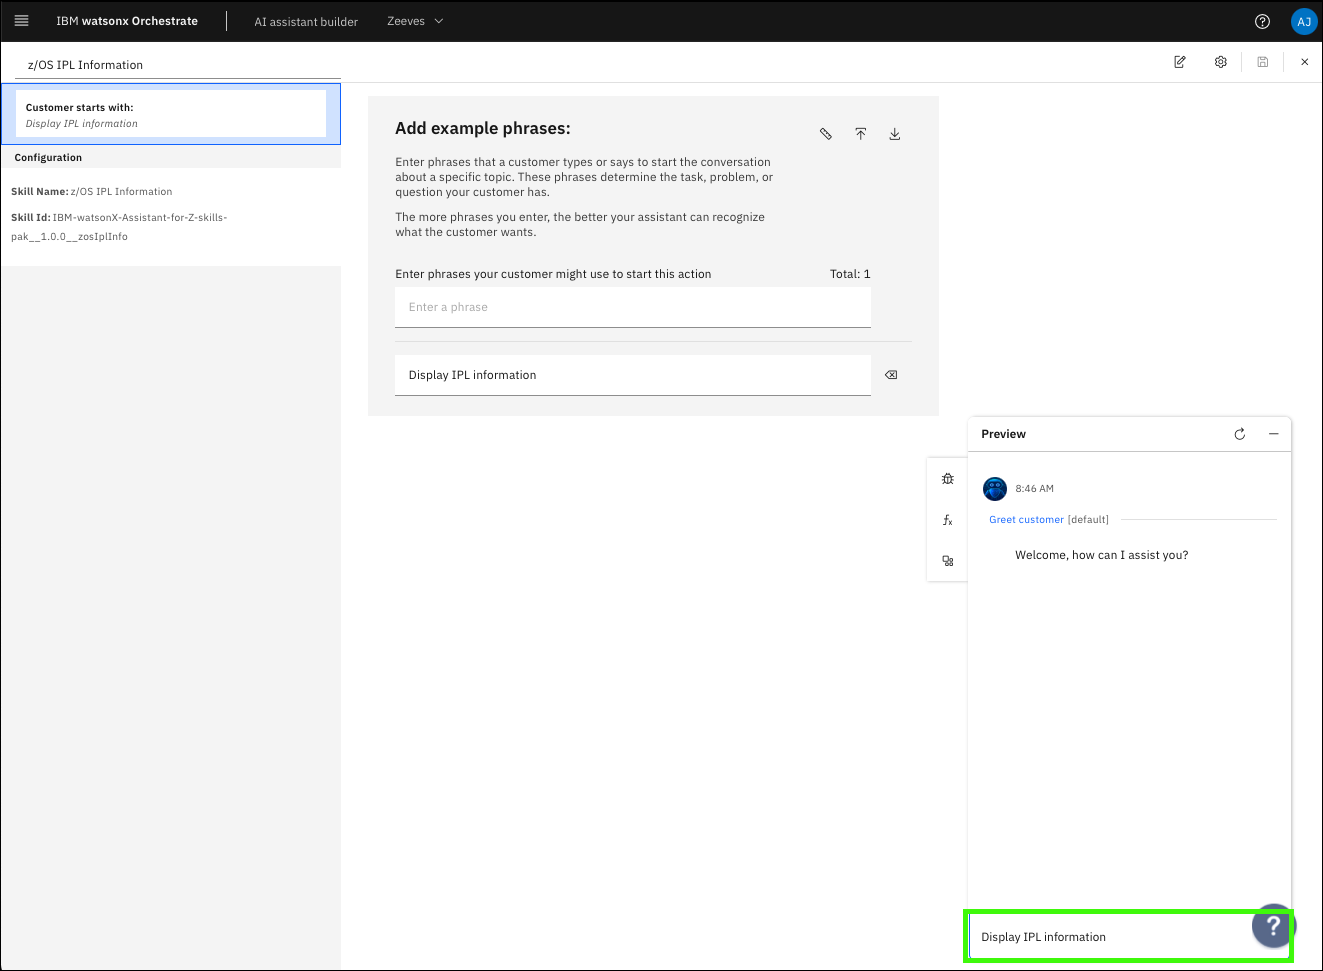 IBM watsonx Orchestrate
AI assistant builder
Zeeves
AJ
z/OS IPL Information
Customer starts with:
Display IPL information
Configuration
Skill Name: z/OS IPL Information
Skill Id: IBM-watsonX-Assistant-for-Z-skills-
pak__1.0.0__zosIplInfo
Add example phrases:
Enter phrases that a customer types or says to start the conversation
about a specific topic. These phrases determine the task, problem, or
question your customer has.
The more phrases you enter, the better your assistant can recognize
what the customer wants.
Enter phrases your customer might use to start this action
Total: 1
Enter a phrase
Display IPL information
Preview
8:46 AM
Greet customer [default]
Welcome, how can I assist you?
Display IPL information
?